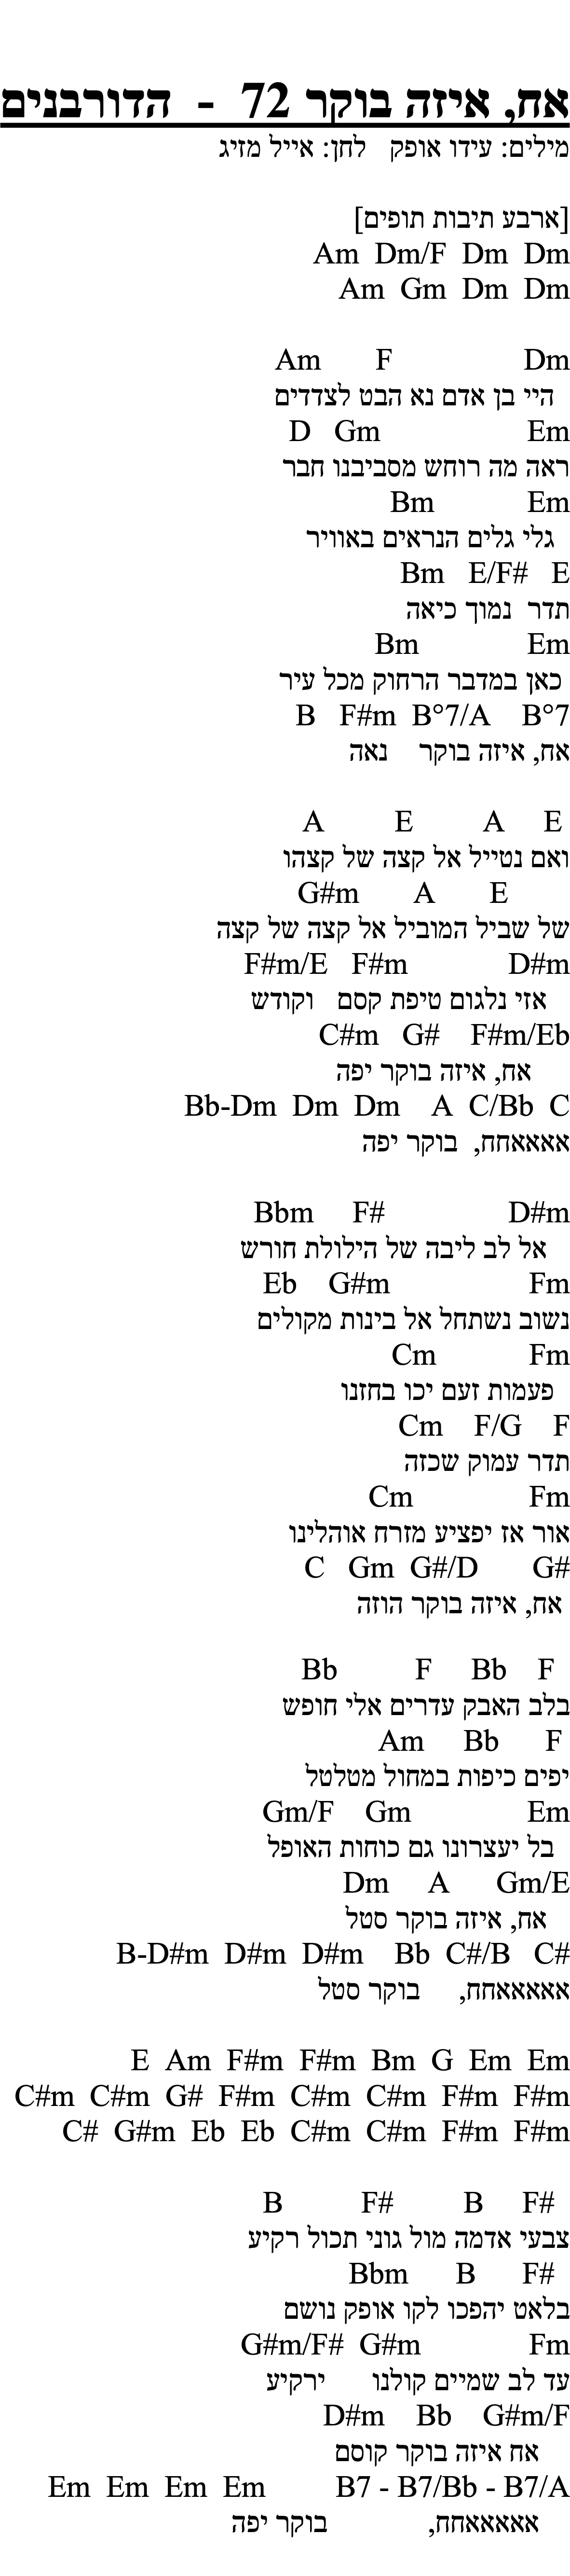 אח, איזה בוקר 72 - הדורבנים
מילים: עידו אופק לחן: אייל מזיג
[ארבע תיבות תופים]
Am Dm/F Dm Dm
Am Gm Dm Dm
Am F Dm
היי בן אדם נא הבט לצדדים
D Gm Em
ראה מה רוחש מסביבנו חבר
Bm Em
גלי גלים הנראים באוויר
Bm E/F# E
תדר נמוך כיאה
Bm Em
כאן במדבר הרחוק מכל עיר
B F#m B°7/A B°7
אח, איזה בוקר נאה
A E A E
ואם נטייל אל קצה של קצהו
G#m A E
של שביל המוביל אל קצה של קצה
F#m/E F#m D#m
אזי נלגום טיפת קסם וקודש
C#m G# F#m/Eb
אח, איזה בוקר יפה
Bb-Dm Dm Dm A C/Bb C
אאאאחח, בוקר יפה
Bbm F# D#m
אל לב ליבה של הילולת חורש
Eb G#m Fm
נשוב נשתחל אל בינות מקולים
Cm Fm
פעמות זעם יכו בחזנו
Cm F/G F
תדר עמוק שכזה
Cm Fm
אור אז יפציע מזרח אוהלינו
C Gm G#/D G#
אח, איזה בוקר הוזה
Bb F Bb F
בלב האבק עדרים אלי חופש
Am Bb F
יפים כיפות במחול מטלטל
Gm/F Gm Em
בל יעצרונו גם כוחות האופל
Dm A Gm/E
אח, איזה בוקר סטל
B-D#m D#m D#m Bb C#/B C#
אאאאאחח, בוקר סטל
E Am F#m F#m Bm G Em Em
C#m C#m G# F#m C#m C#m F#m F#m
C# G#m Eb Eb C#m C#m F#m F#m
B F# B F#
צבעי אדמה מול גוני תכול רקיע
Bbm B F#
בלאט יהפכו לקו אופק נושם
G#m/F# G#m Fm
עד לב שמיים קולנו ירקיע
D#m Bb G#m/F
אח איזה בוקר קוסם
Em Em Em Em B7 - B7/Bb - B7/A
אאאאאחח, בוקר יפה